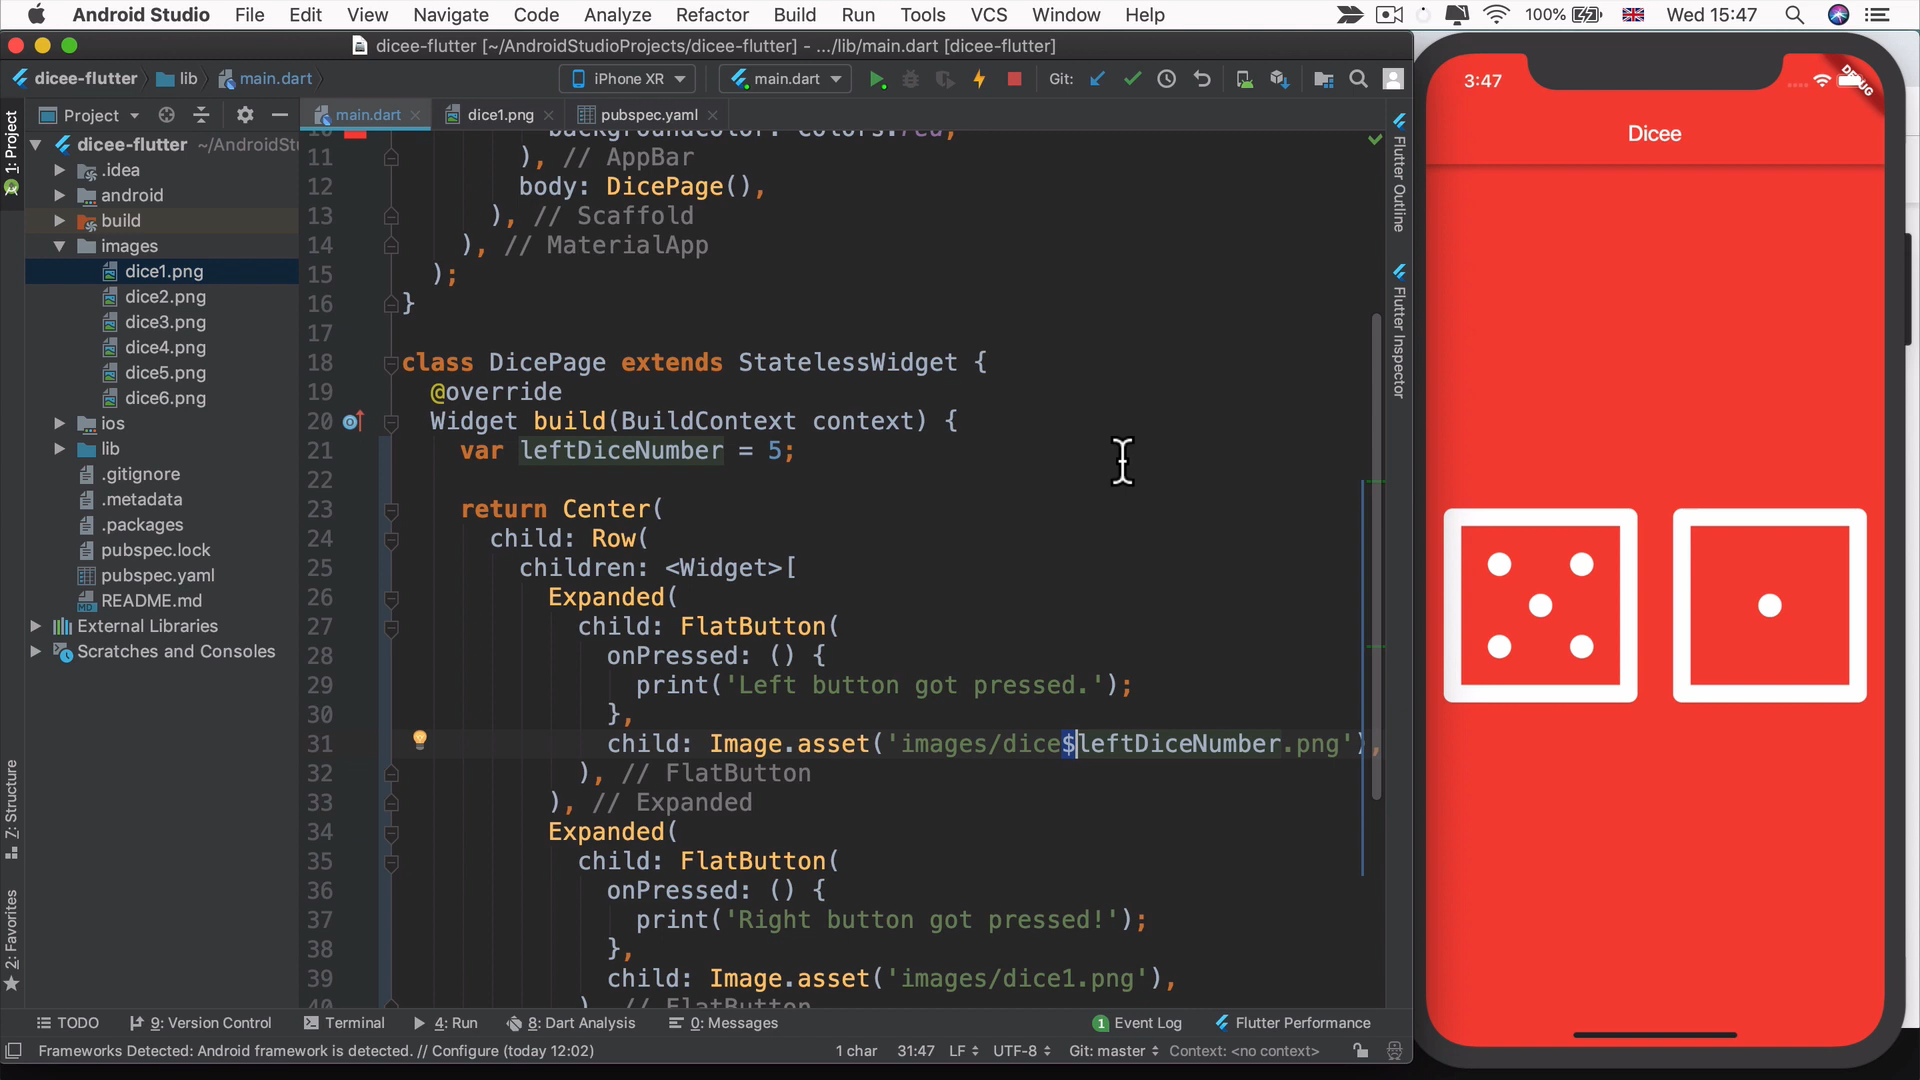 Android Studio File Edit View Navigate Code Analyze Refactor Build Run Tools VCS Window Help 100% Wed 15:47
dicee-flutter [~/AndroidStudioProjects/dicee-flutter] - .../lib/main.dart [dicee-flutter]
dicee-flutter lib main.dart iPhone XR main.dart Git:
Project main.dart dice1.png pubspec.yaml
1: Project
dicee-flutter ~/AndroidStu
.idea
android
build
images
dice1.png
dice2.png
dice3.png
dice4.png
dice5.png
dice6.png
ios
lib
.gitignore
.metadata
.packages
pubspec.lock
pubspec.yaml
README.md
External Libraries
Scratches and Consoles
Z: Structure
2: Favorites
10 backgroundColor: Colors.red,
11 ), // AppBar
12 body: DicePage(),
13 ), // Scaffold
14 ), // MaterialApp
15 );
16 }
17
18 class DicePage extends StatelessWidget {
19 @override
20 Widget build(BuildContext context) {
21 var leftDiceNumber = 5;
22
23 return Center(
24 child: Row(
25 children: <Widget>[
26 Expanded(
27 child: FlatButton(
28 onPressed: () {
29 print('Left button got pressed.');
30 },
31 child: Image.asset('images/dice$leftDiceNumber.png'),
32 ), // FlatButton
33 ), // Expanded
34 Expanded(
35 child: FlatButton(
36 onPressed: () {
37 print('Right button got pressed!');
38 },
39 child: Image.asset('images/dice1.png'),
40 ), // FlatButton
Flutter Outline
Flutter Inspector
TODO 9: Version Control Terminal 4: Run 8: Dart Analysis 0: Messages 1 Event Log Flutter Performance
Frameworks Detected: Android framework is detected. // Configure (today 12:02) 1 char 31:47 LF UTF-8 Git: master Context: <no context>
3:47
DEBUG
Dicee